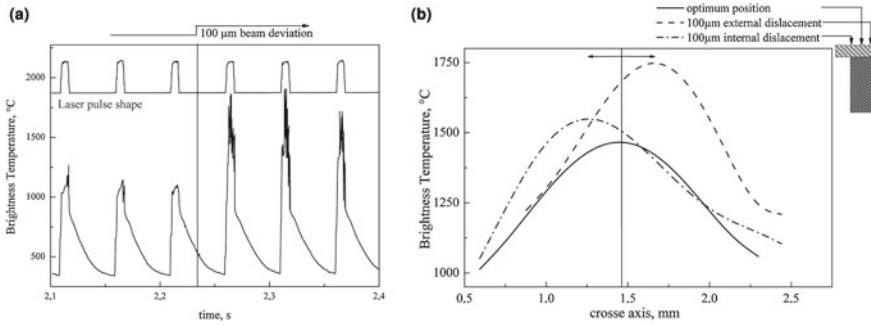 (a)
100 µm beam deviation
2000
Laser pulse shape
1500
1000
500
Brightness Temperature, °C
2,1
2,2
2,3
2,4
time, s
(b)
optimum position
100µm external dislacement
100µm internal dislacement
1750
1500
1250
1000
Brightness Temperature, °C
0.5
1.0
1.5
2.0
2.5
crosse axis, mm